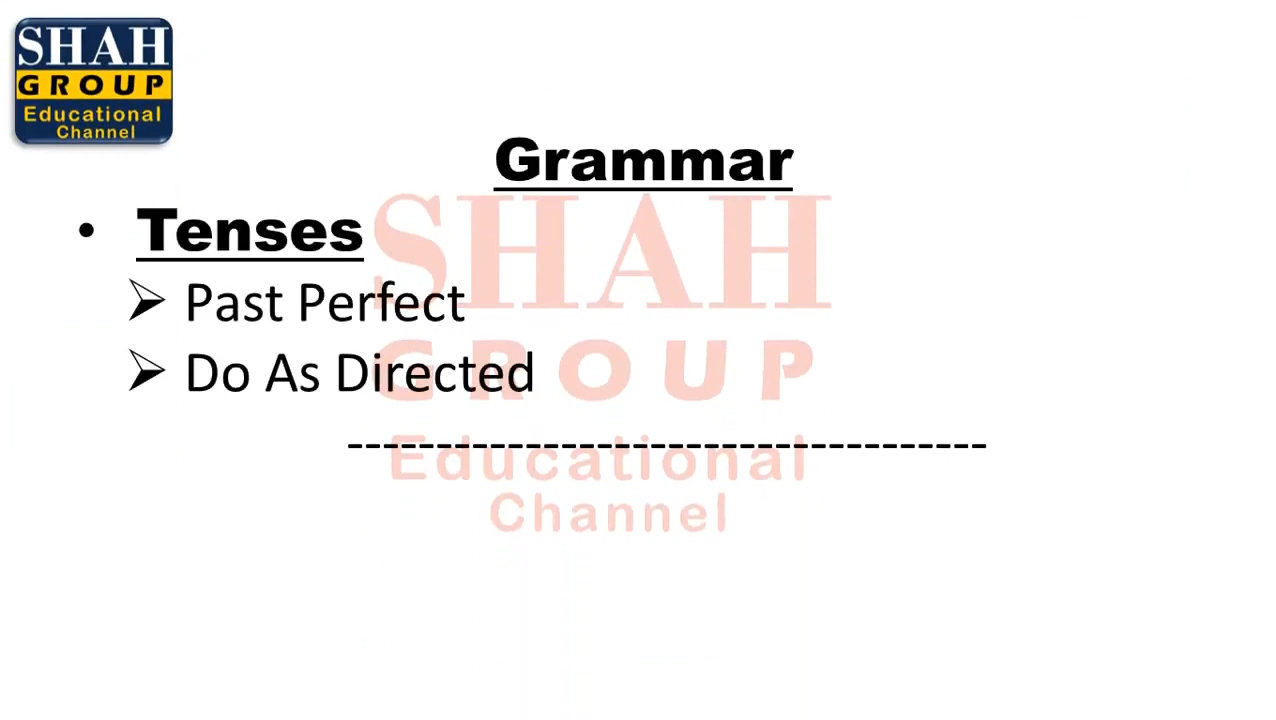 SHAH
GROUP
Educational
Channel
Grammar
• Tenses
➢ Past Perfect
➢ Do As Directed
------------------------------------
SHAH
GROUP
Educational
Channel